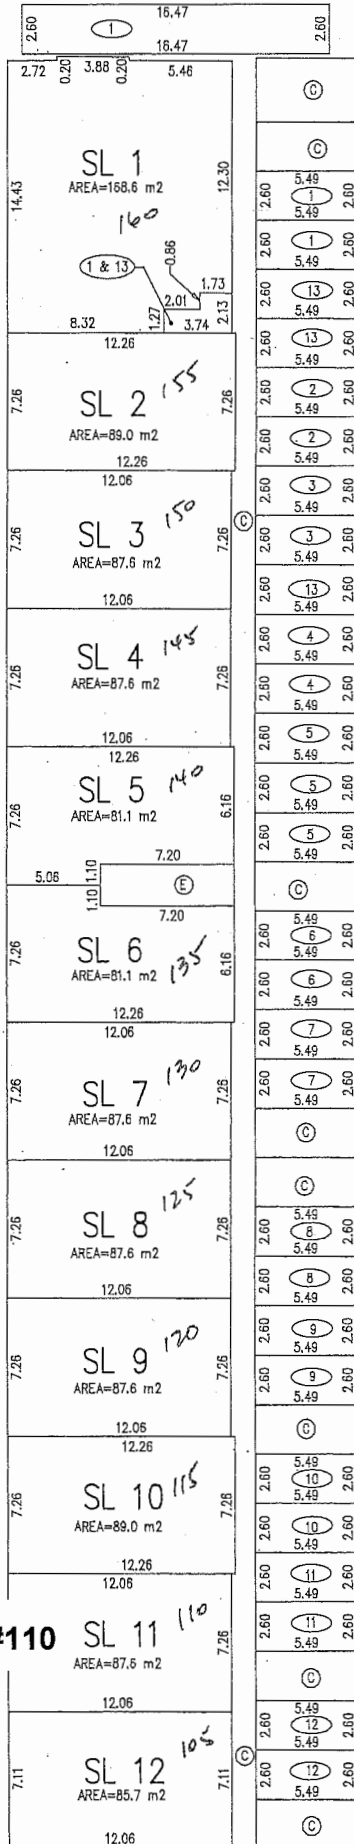 16.47
2.60 1 2.60
16.47
2.72 0.20 3.88 0.20 5.46
14.43 SL 1 12.30
AREA=168.6 m2
160
1 & 13 0.86
2.01 1.73
8.32 1.27 3.74 2.13
12.26
7.26 SL 2 155 7.26
AREA=89.0 m2
12.26
12.06
7.26 SL 3 150 7.26 C
AREA=87.6 m2
12.06
7.26 SL 4 145 7.26
AREA=87.6 m2
12.06
12.26
7.26 SL 5 140 6.16
AREA=81.1 m2
7.20
5.06 1.10 E
1.10
7.20
7.26 SL 6 135 6.16
AREA=81.1 m2
12.26
12.06
7.26 SL 7 130 7.26
AREA=87.6 m2
12.06
7.26 SL 8 125 7.26
AREA=87.6 m2
12.06
7.26 SL 9 120 7.26
AREA=87.6 m2
12.06
12.26
7.26 SL 10 115 7.26
AREA=89.0 m2
12.26
12.06
#110 SL 11 110 7.26
AREA=87.6 m2
12.06
7.11 SL 12 105 7.11 C
AREA=85.7 m2
12.06
C
C
5.49
2.60 1 2.60
5.49
2.60 1 2.60
5.49
2.60 13 2.60
5.49
2.60 13 2.60
5.49
2.60 2 2.60
5.49
2.60 2 2.60
5.49
2.60 3 2.60
5.49
2.60 3 2.60
5.49
2.60 13 2.60
5.49
2.60 4 2.60
5.49
2.60 4 2.60
5.49
2.60 5 2.60
5.49
2.60 5 2.60
5.49
2.60 5 2.60
5.49
C
5.49
2.60 6 2.60
5.49
2.60 6 2.60
5.49
2.60 7 2.60
5.49
2.60 7 2.60
5.49
C
C
5.49
2.60 8 2.60
5.49
2.60 8 2.60
5.49
2.60 9 2.60
5.49
2.60 9 2.60
5.49
C
5.49
2.60 10 2.60
5.49
2.60 10 2.60
5.49
2.60 11 2.60
5.49
2.60 11 2.60
5.49
C
5.49
2.60 12 2.60
5.49
2.60 12 2.60
5.49
C